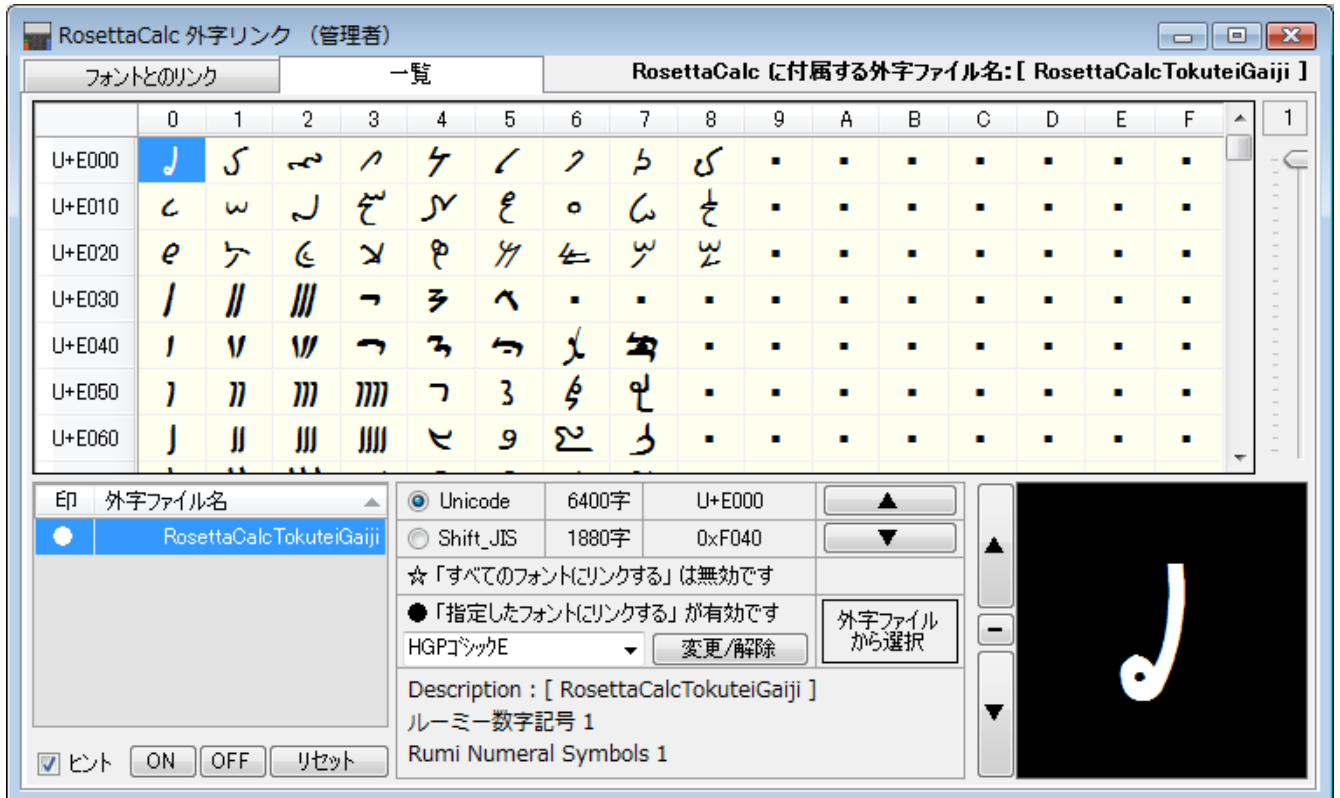 RosettaCalc 外字リンク （管理者）
フォントとのリンク 一覧 RosettaCalc に付属する外字ファイル名：[ RosettaCalcTokuteiGaiji ]
0 1 2 3 4 5 6 7 8 9 A B C D E F 1
U+E000
U+E010
U+E020
U+E030
U+E040
U+E050
U+E060
印 外字ファイル名
● RosettaCalcTokuteiGaiji
Unicode 6400字 U+E000 ▲
Shift_JIS 1880字 0xF040 ▼
☆「すべてのフォントにリンクする」は無効です
●「指定したフォントにリンクする」が有効です
HGPｺﾞｼｯｸE 変更/解除
外字ファイル
から選択
Description : [ RosettaCalcTokuteiGaiji ]
ルーミー数字記号 1
Rumi Numeral Symbols 1
ヒント ON OFF リセット